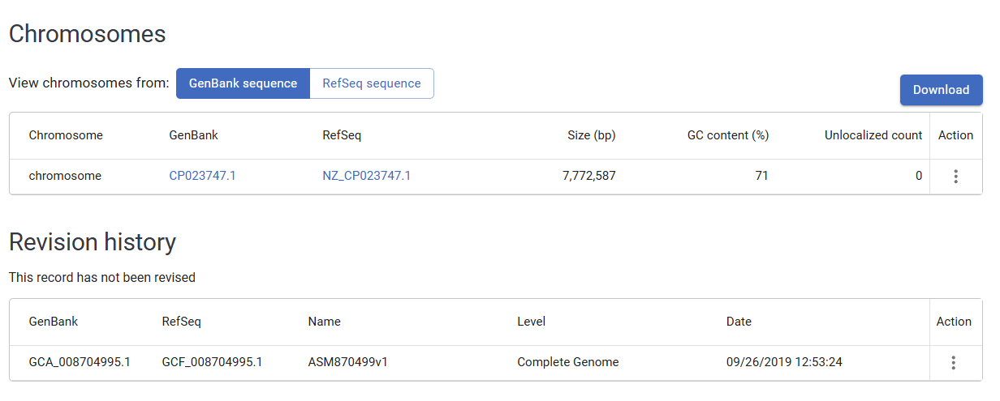 Chromosomes
View chromosomes from: GenBank sequence RefSeq sequence
Download
Chromosome GenBank RefSeq Size (bp) GC content (%) Unlocalized count Action
chromosome CP023747.1 NZ_CP023747.1 7,772,587 71 0
Revision history
This record has not been revised
GenBank RefSeq Name Level Date Action
GCA_008704995.1 GCF_008704995.1 ASM870499v1 Complete Genome 09/26/2019 12:53:24